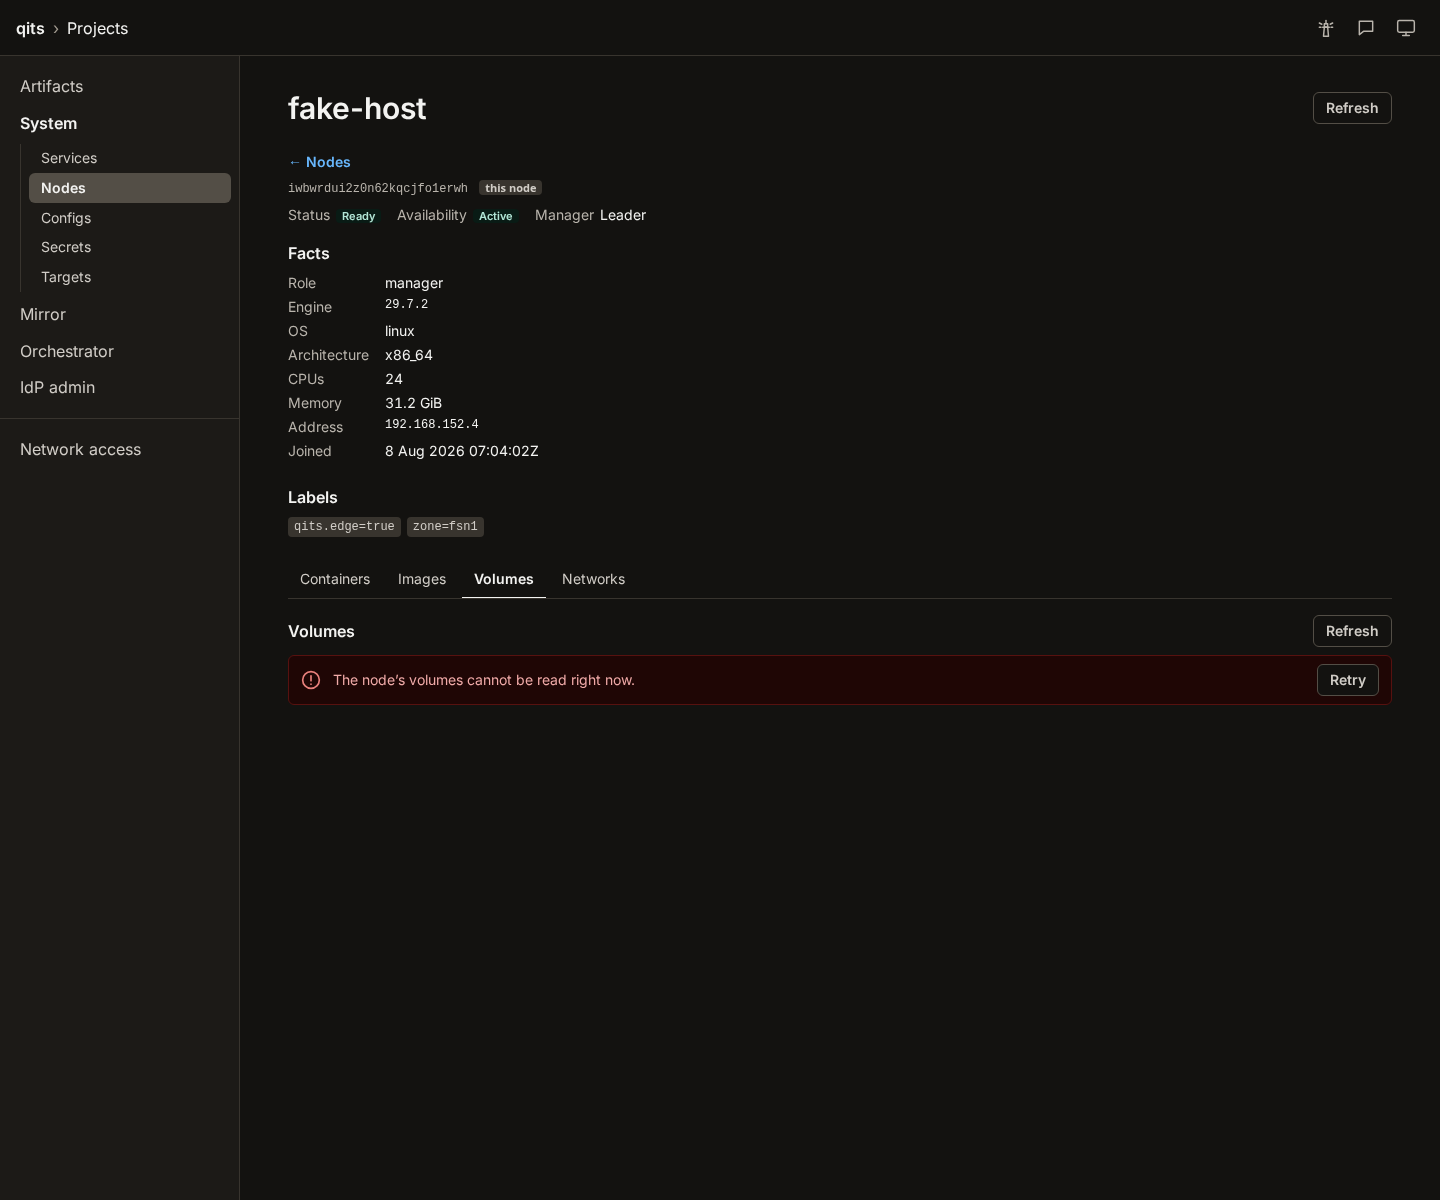 qits › Projects
Artifacts
System
Services
Nodes
Configs
Secrets
Targets
Mirror
Orchestrator
IdP admin
Network access
fake-host
Refresh
← Nodes
iwbwrdui2z0n62kqcjfo1erwh this node
Status Ready Availability Active Manager Leader
Facts
Role manager
Engine 29.7.2
OS linux
Architecture x86_64
CPUs 24
Memory 31.2 GiB
Address 192.168.152.4
Joined 8 Aug 2026 07:04:02Z
Labels
qits.edge=true zone=fsn1
Containers Images Volumes Networks
Volumes Refresh
The node’s volumes cannot be read right now. Retry